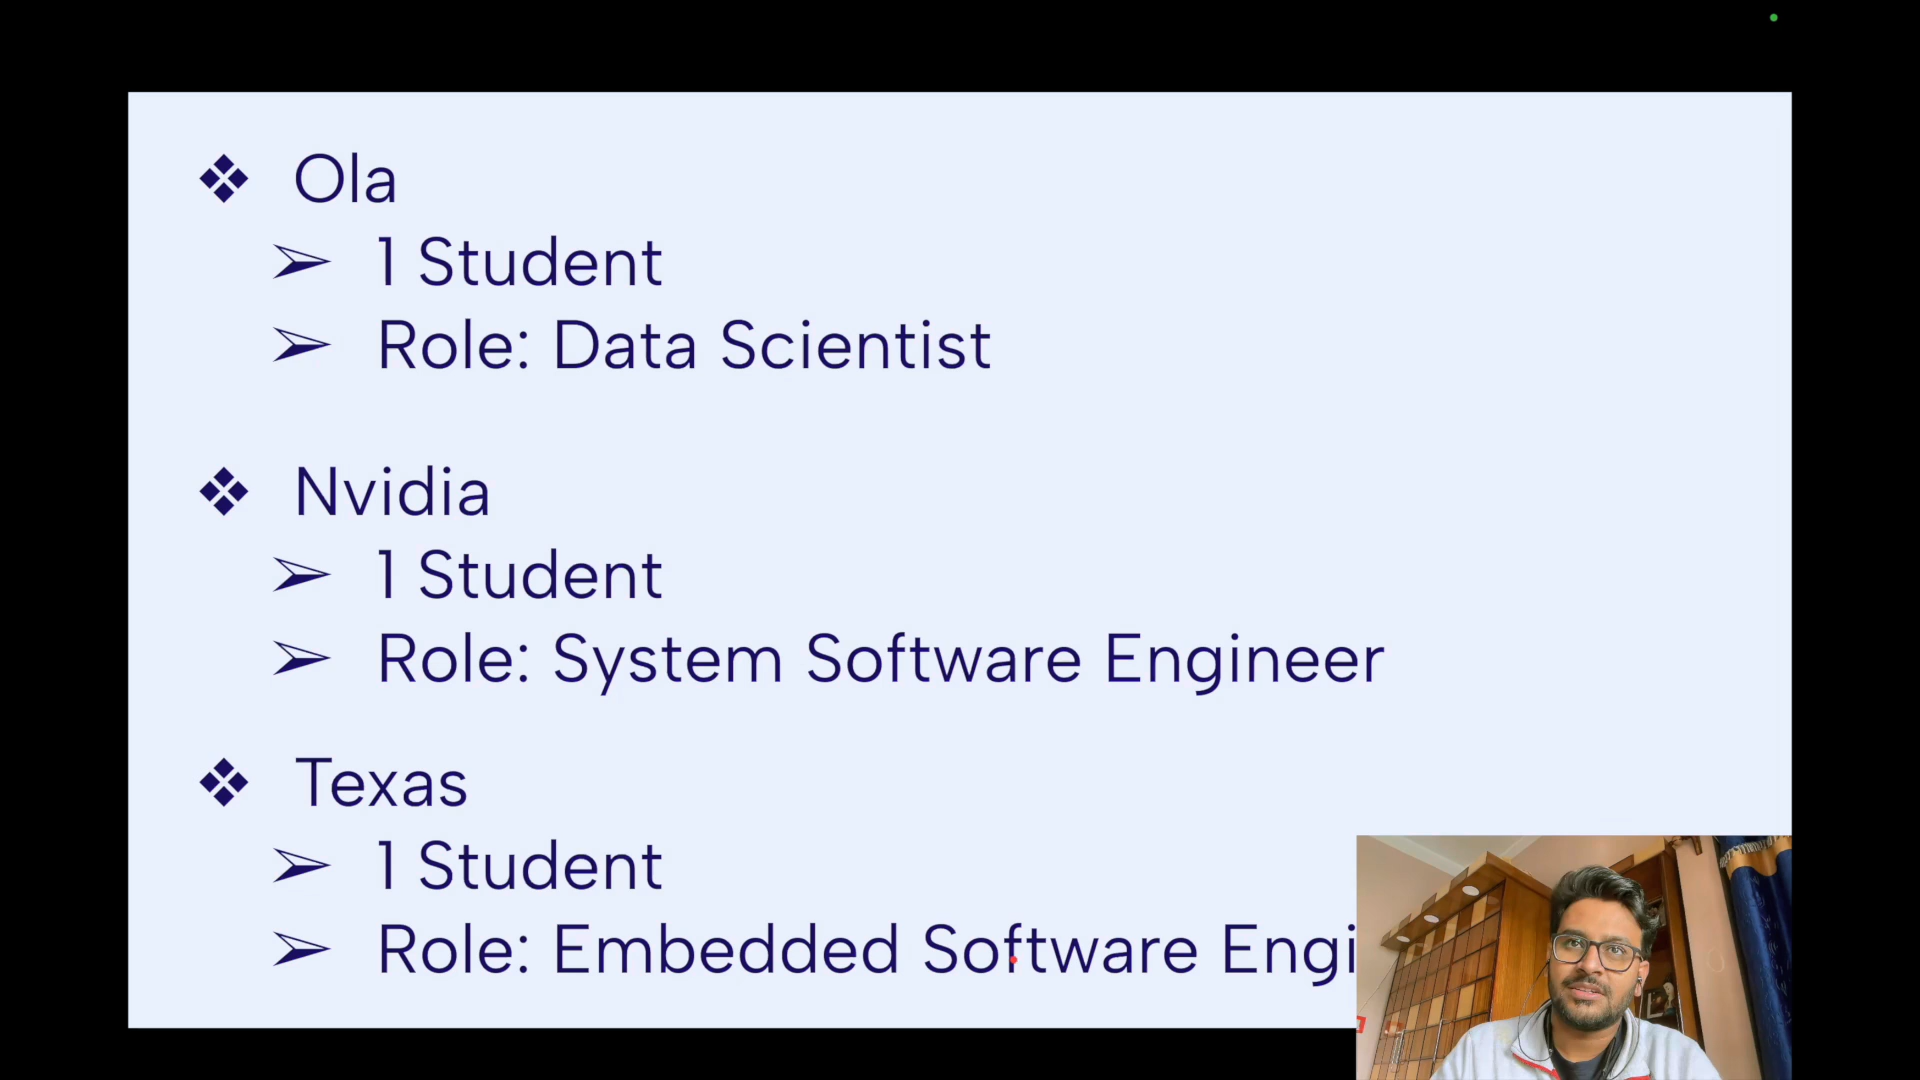 Ola
1 Student
Role: Data Scientist
Nvidia
1 Student
Role: System Software Engineer
Texas
1 Student
Role: Embedded Software Engi